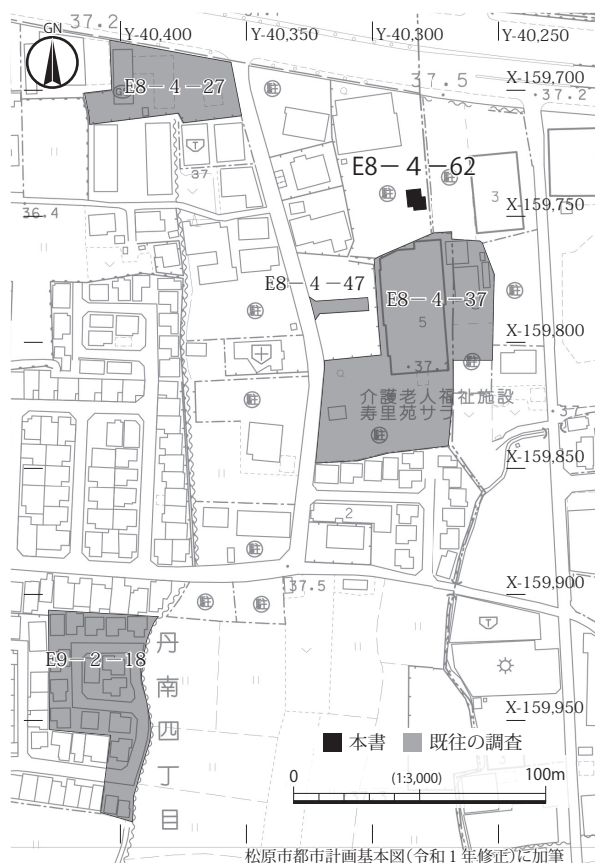 37.2
GN
Y-40,400
Y-40,350
Y-40,300
Y-40,250
37.5
X-159,700
37.2
E8-4-27
37
E8-4-62
3
36.4
X-159,750
E8-4-47
E8-4-37
5
X-159,800
37.
介護老人福祉施設
寿里苑サラ
37
X-159,850
2
37.5
X-159,900
E9-2-18
丹南四丁目
X-159,950
■ 本書 ■ 既往の調査
0 (1:3,000) 100m
松原市都市計画基本図(令和1年修正)に加筆